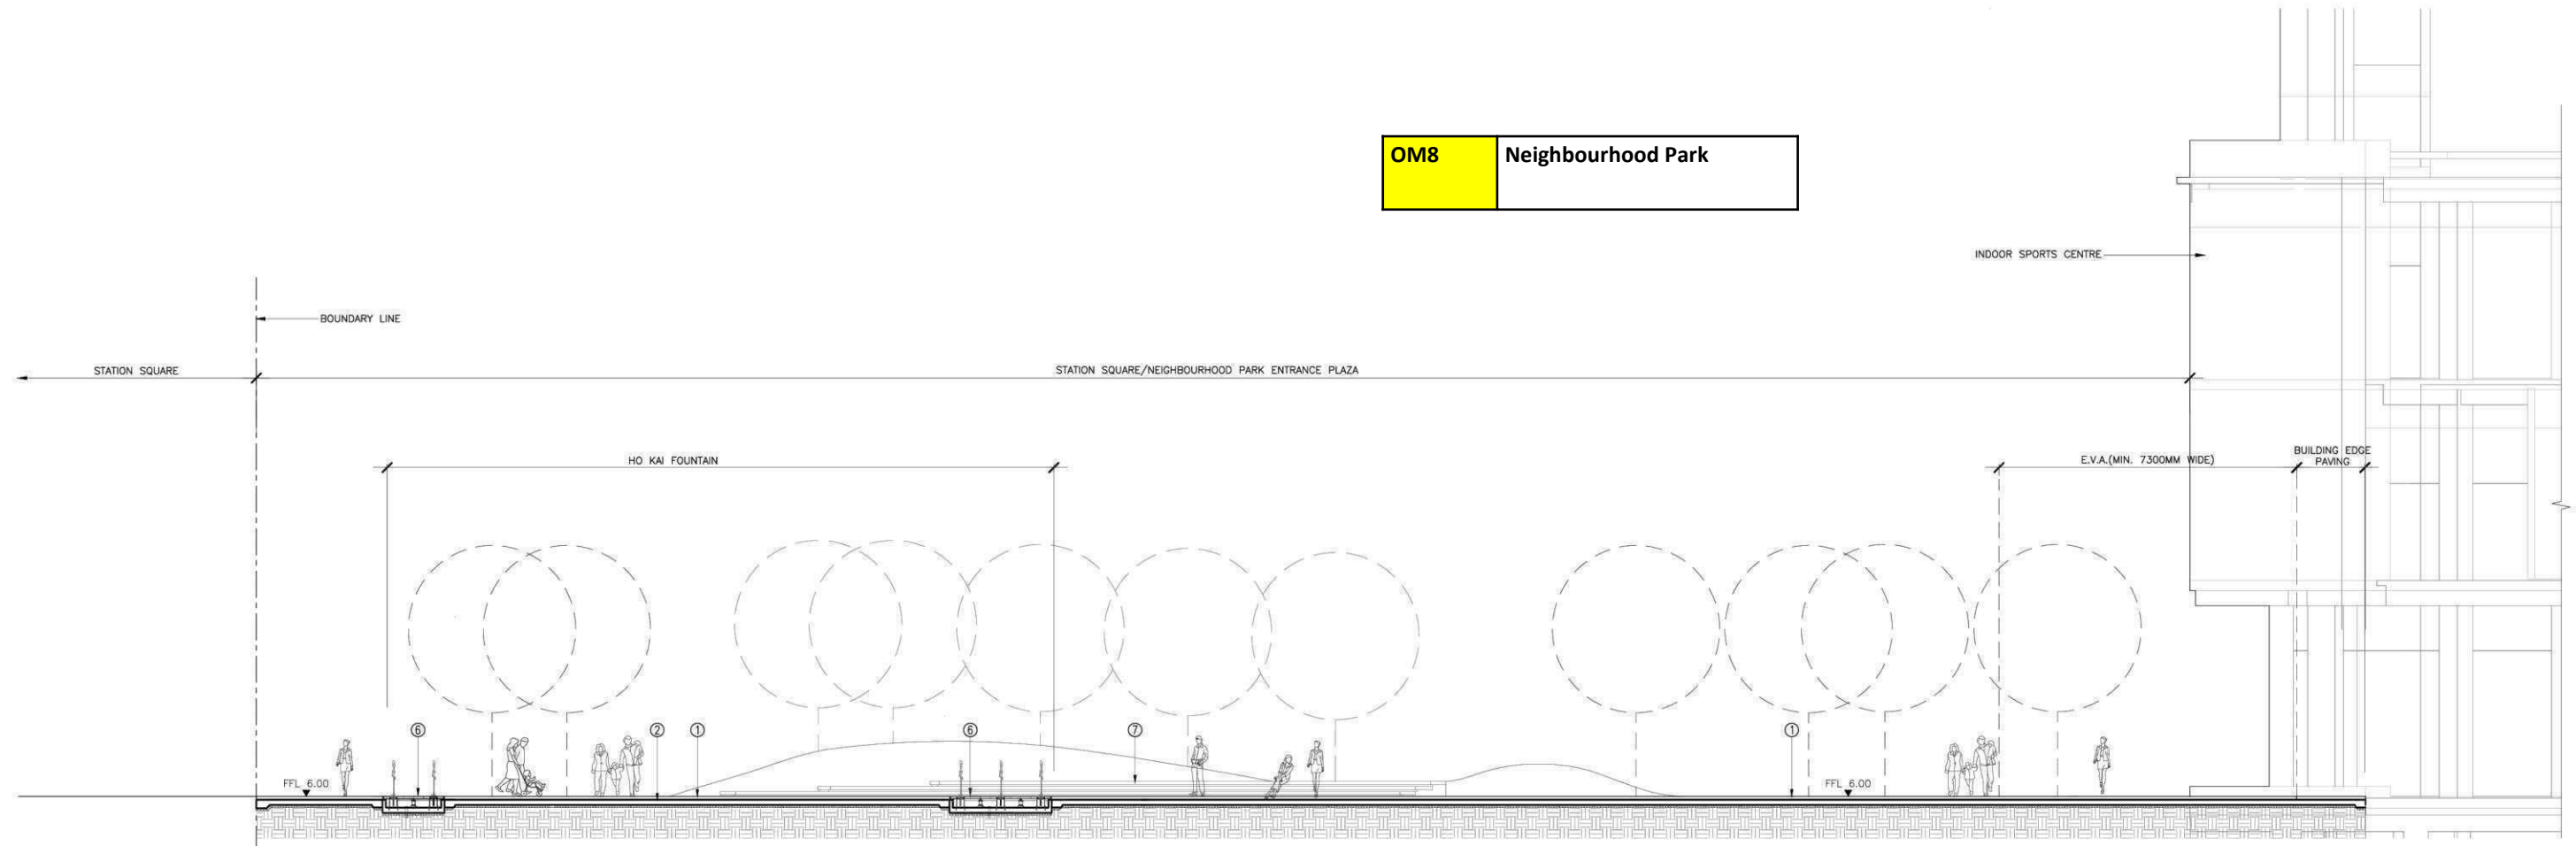 OM8 Neighbourhood Park
INDOOR SPORTS CENTRE
BOUNDARY LINE
STATION SQUARE
STATION SQUARE/NEIGHBOURHOOD PARK ENTRANCE PLAZA
HO KAI FOUNTAIN
E.V.A.(MIN. 7300MM WIDE)
BUILDING EDGE
PAVING
6 2 1 6 7 1
FFL 6.00
FFL 6.00